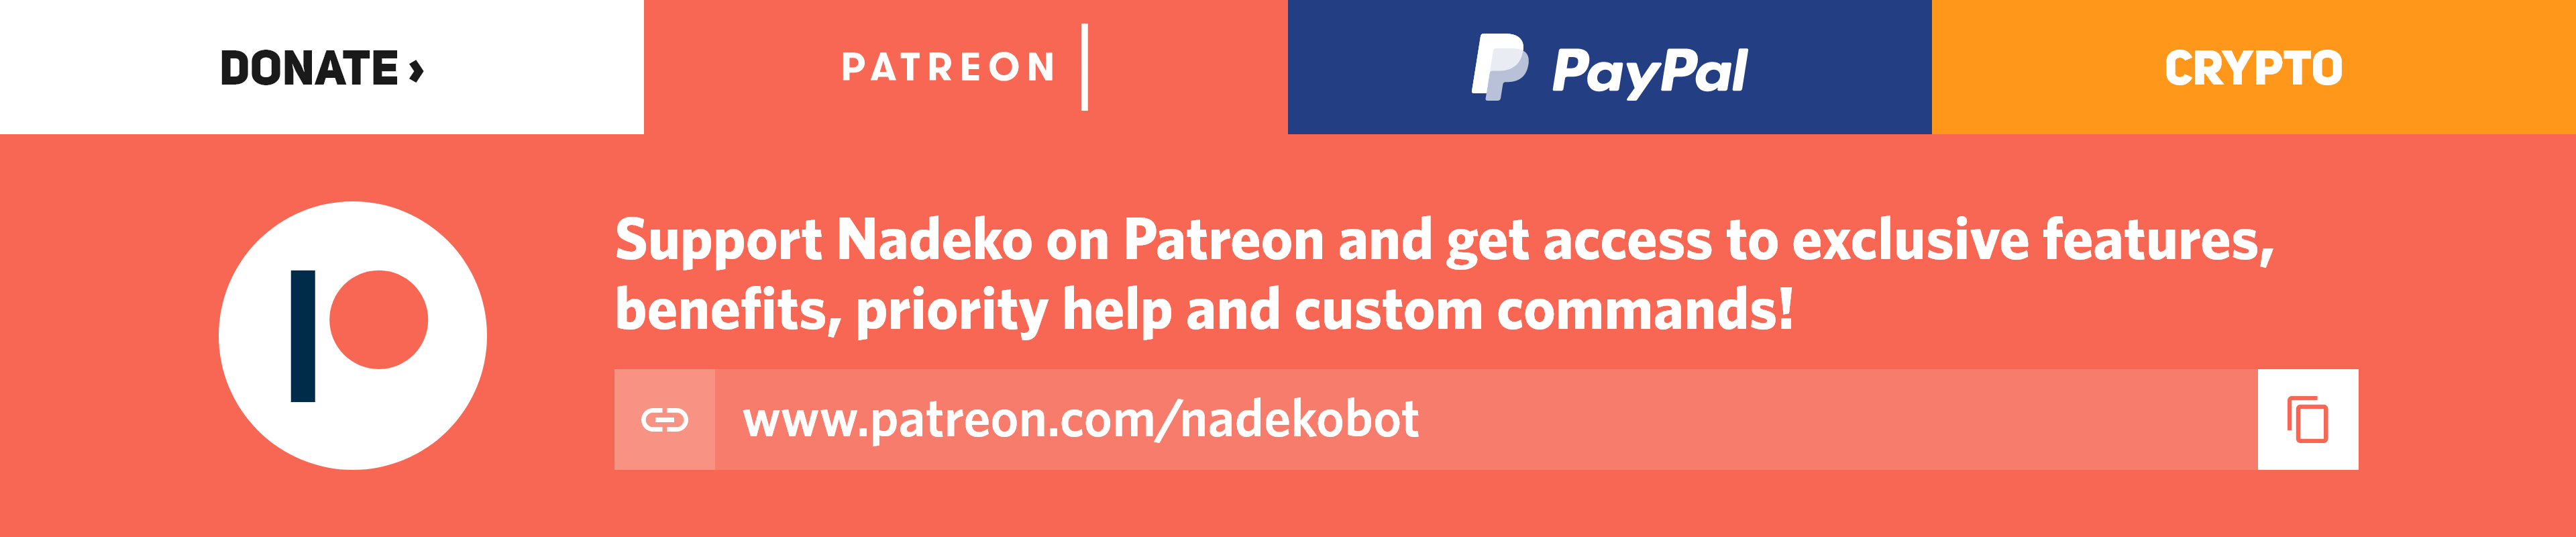 DONATE ›
PATREON
PayPal
CRYPTO
Support Nadeko on Patreon and get access to exclusive features,
benefits, priority help and custom commands!
www.patreon.com/nadekobot